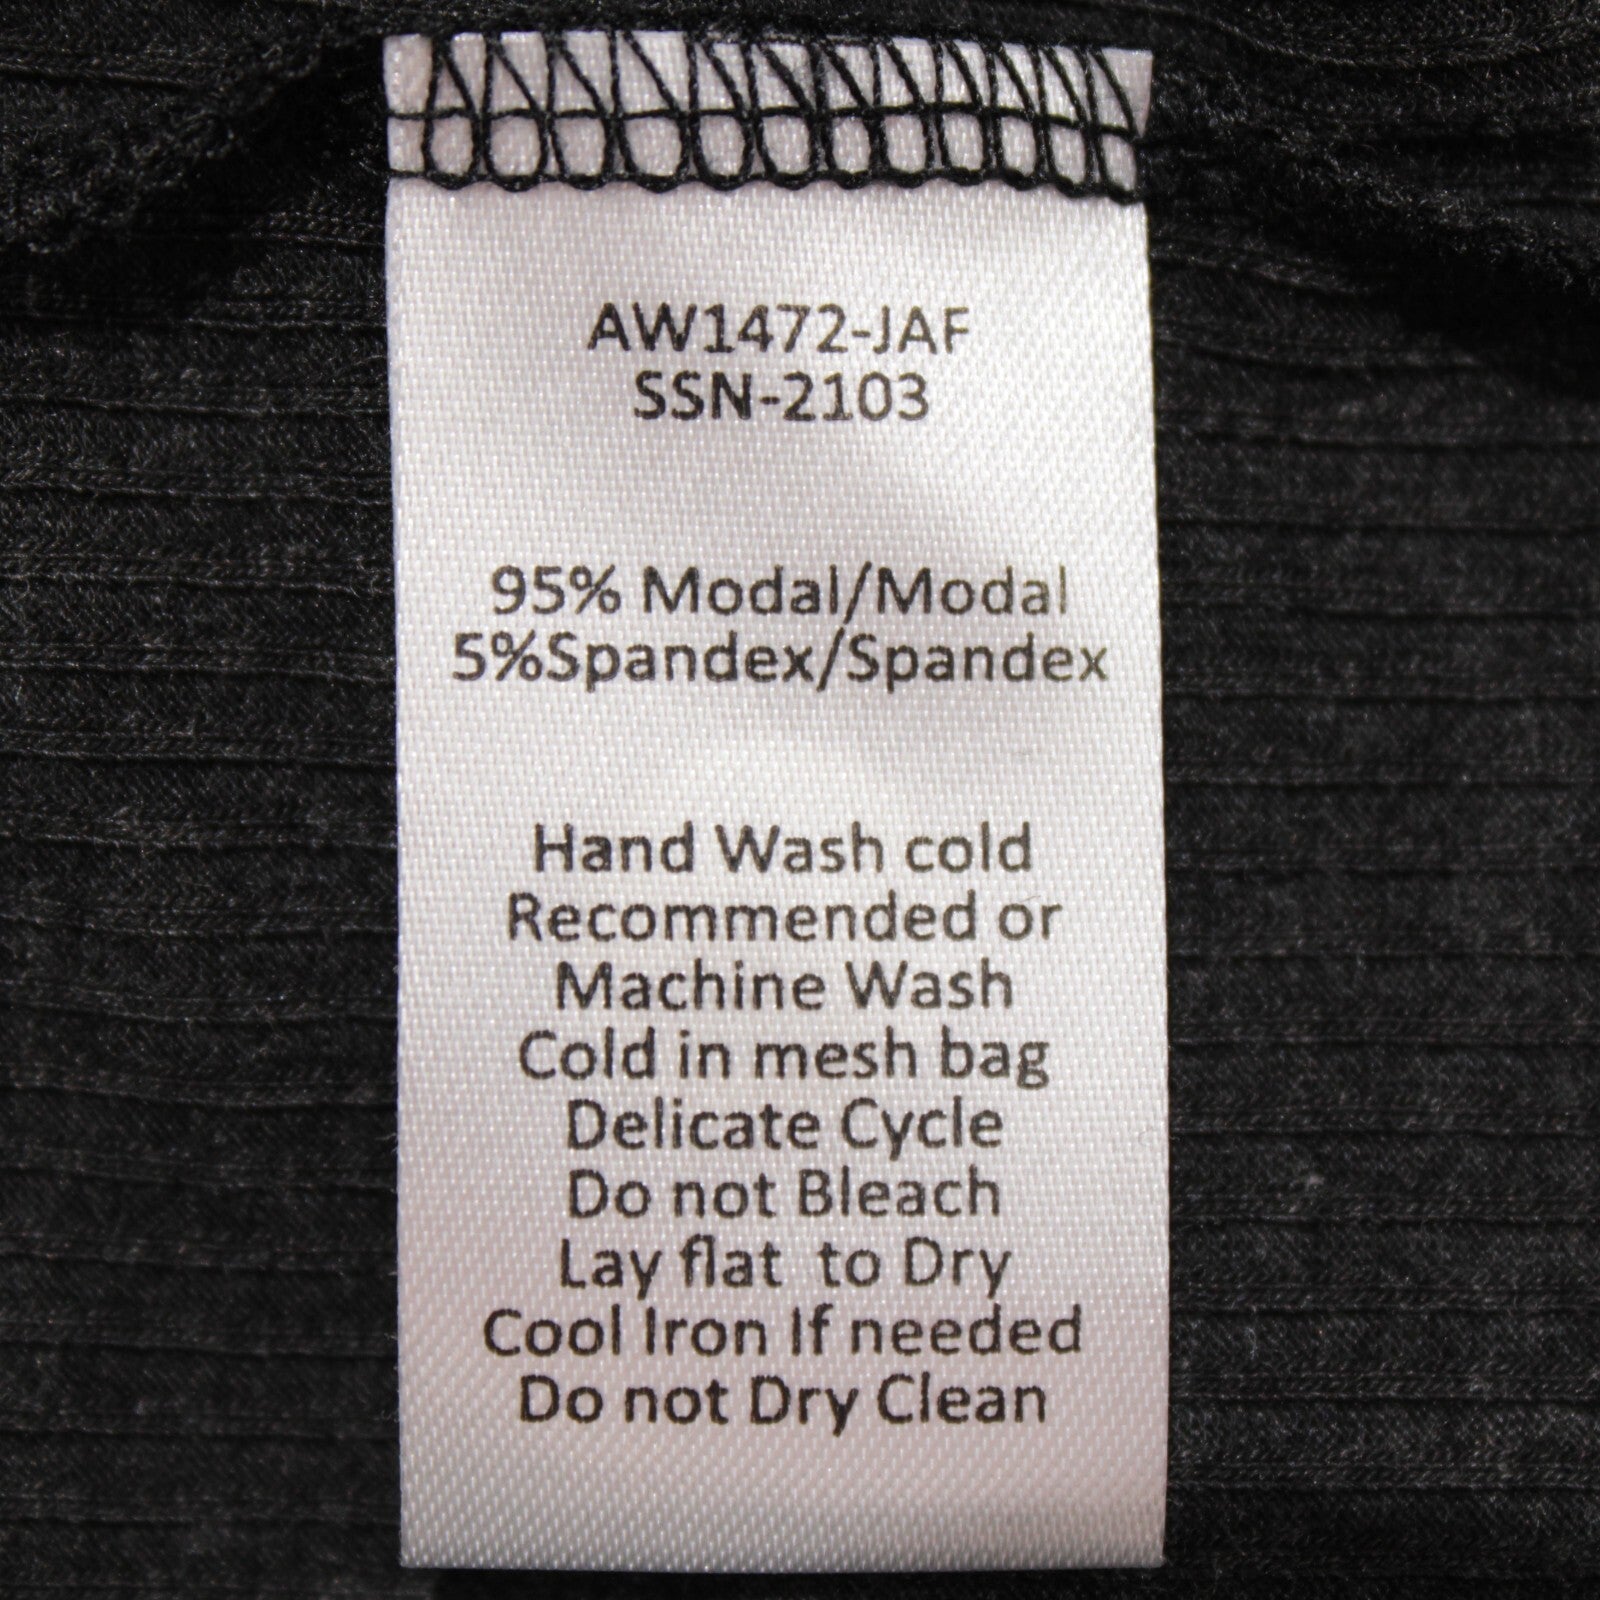 AW1472-JAF
SSN-2103
95% Modal/Modal
5%Spandex/Spandex
Hand Wash cold
Recommended or
Machine Wash
Cold in mesh bag
Delicate Cycle
Do not Bleach
Lay flat  to Dry
Cool Iron If needed
Do not Dry Clean